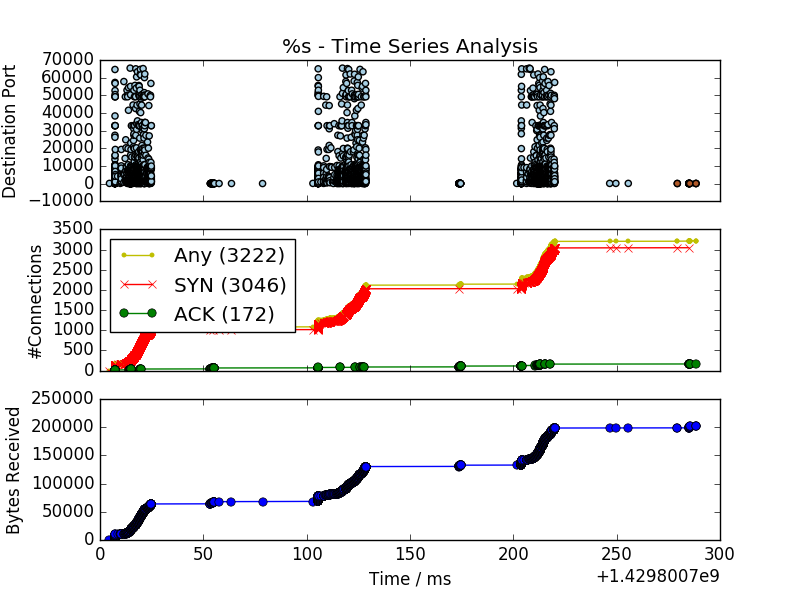 %s - Time Series Analysis
Destination Port
70000
60000
50000
40000
30000
20000
10000
0
−10000
#Connections
3500
3000
2500
2000
1500
1000
500
0
Any (3222)
SYN (3046)
ACK (172)
Bytes Received
250000
200000
150000
100000
50000
0
0 50 100 150 200 250 300
Time / ms
+1.4298007e9